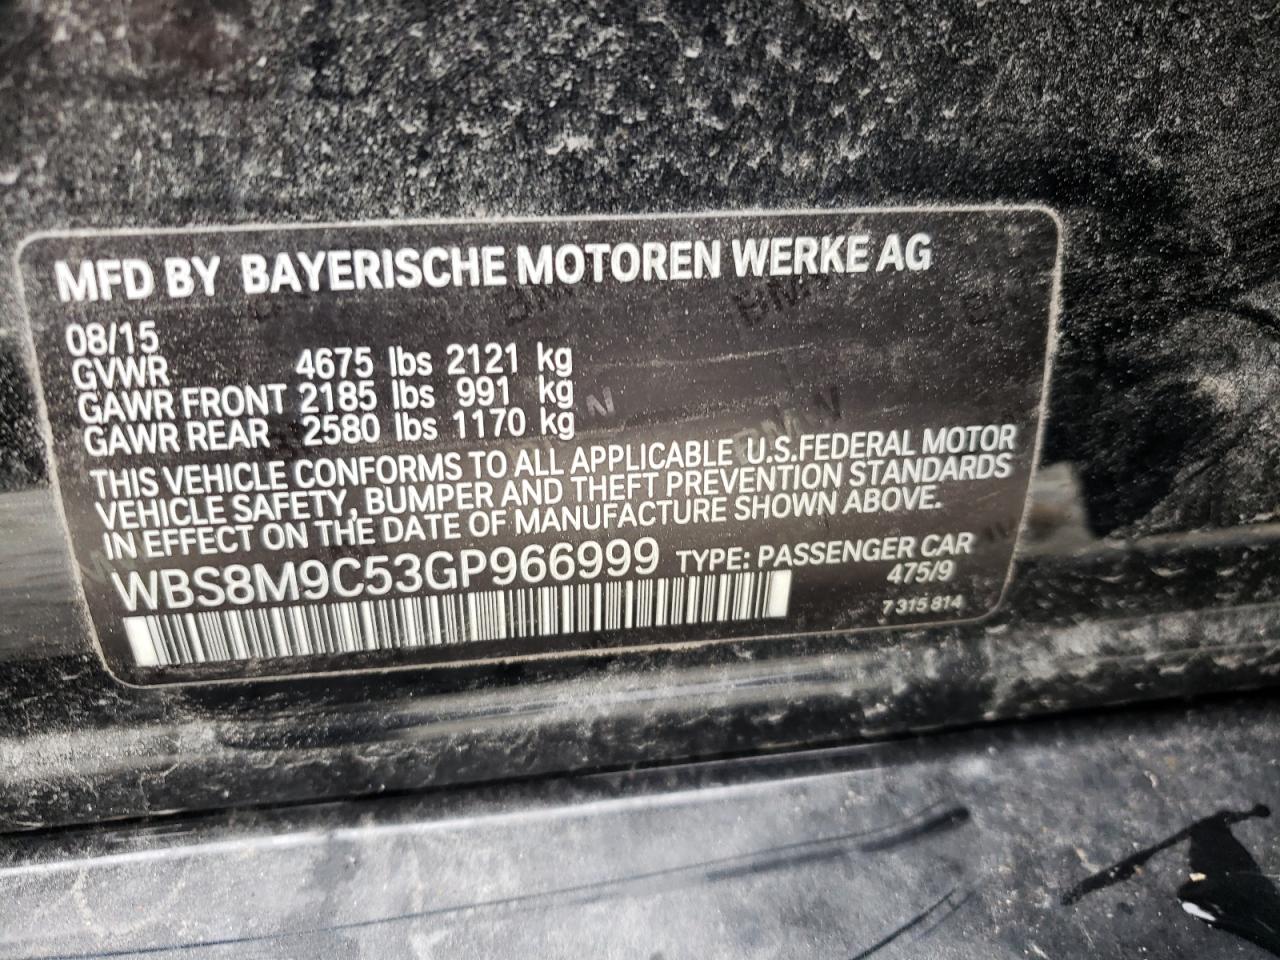 MFD BY BAYERISCHE MOTOREN WERKE AG
08/15
GVWR 4675 lbs 2121 kg
GAWR FRONT 2185 lbs 991 kg
GAWR REAR 2580 lbs 1170 kg
THIS VEHICLE CONFORMS TO ALL APPLICABLE U.S.FEDERAL MOTOR
VEHICLE SAFETY, BUMPER AND THEFT PREVENTION STANDARDS
IN EFFECT ON THE DATE OF MANUFACTURE SHOWN ABOVE.
WBS8M9C53GP966999 TYPE: PASSENGER CAR
475/9
7 315 814